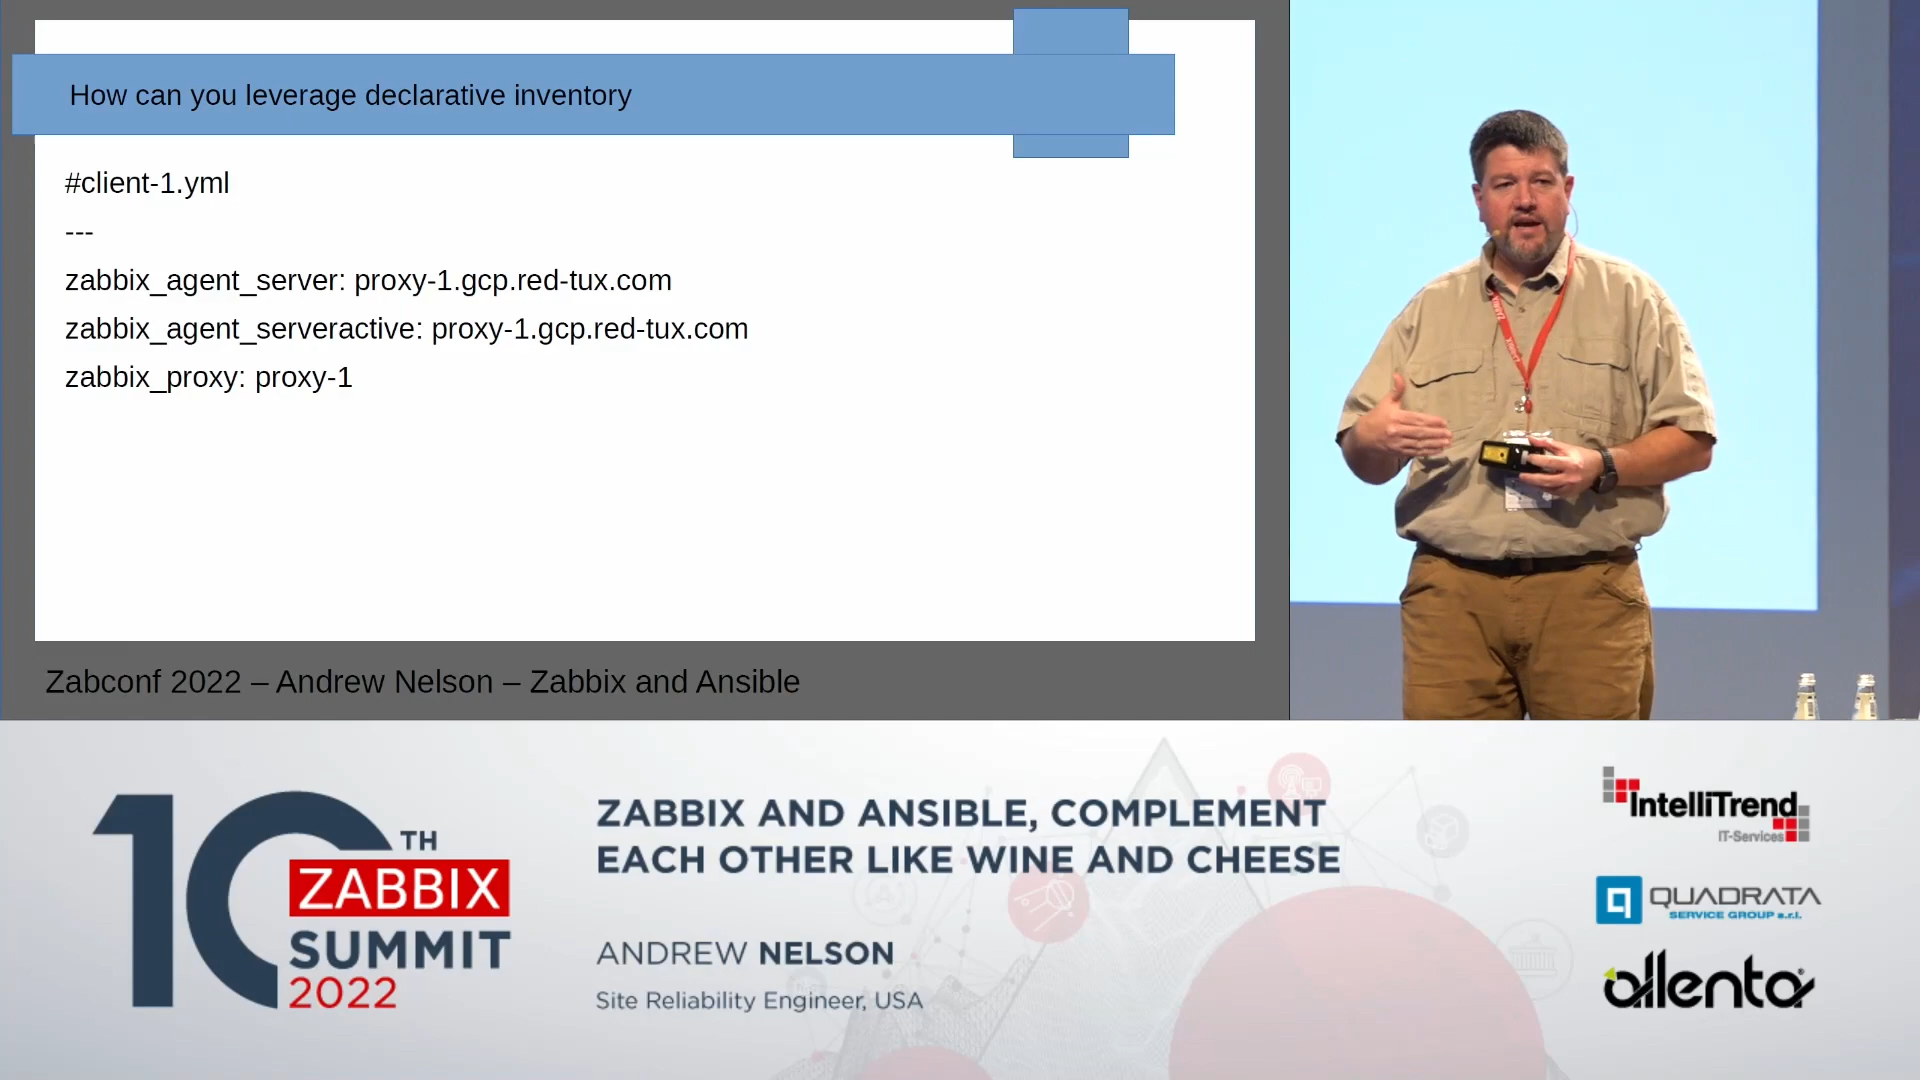 How can you leverage declarative inventory
#client-1.yml
---
zabbix_agent_server: proxy-1.gcp.red-tux.com
zabbix_agent_serveractive: proxy-1.gcp.red-tux.com
zabbix_proxy: proxy-1
Zabconf 2022 – Andrew Nelson – Zabbix and Ansible
10TH
ZABBIX
SUMMIT
2022
ZABBIX AND ANSIBLE, COMPLEMENT
EACH OTHER LIKE WINE AND CHEESE
ANDREW NELSON
Site Reliability Engineer, USA
IntelliTrend
IT-Services
QUADRATA
SERVICE GROUP s.r.l.
allenta